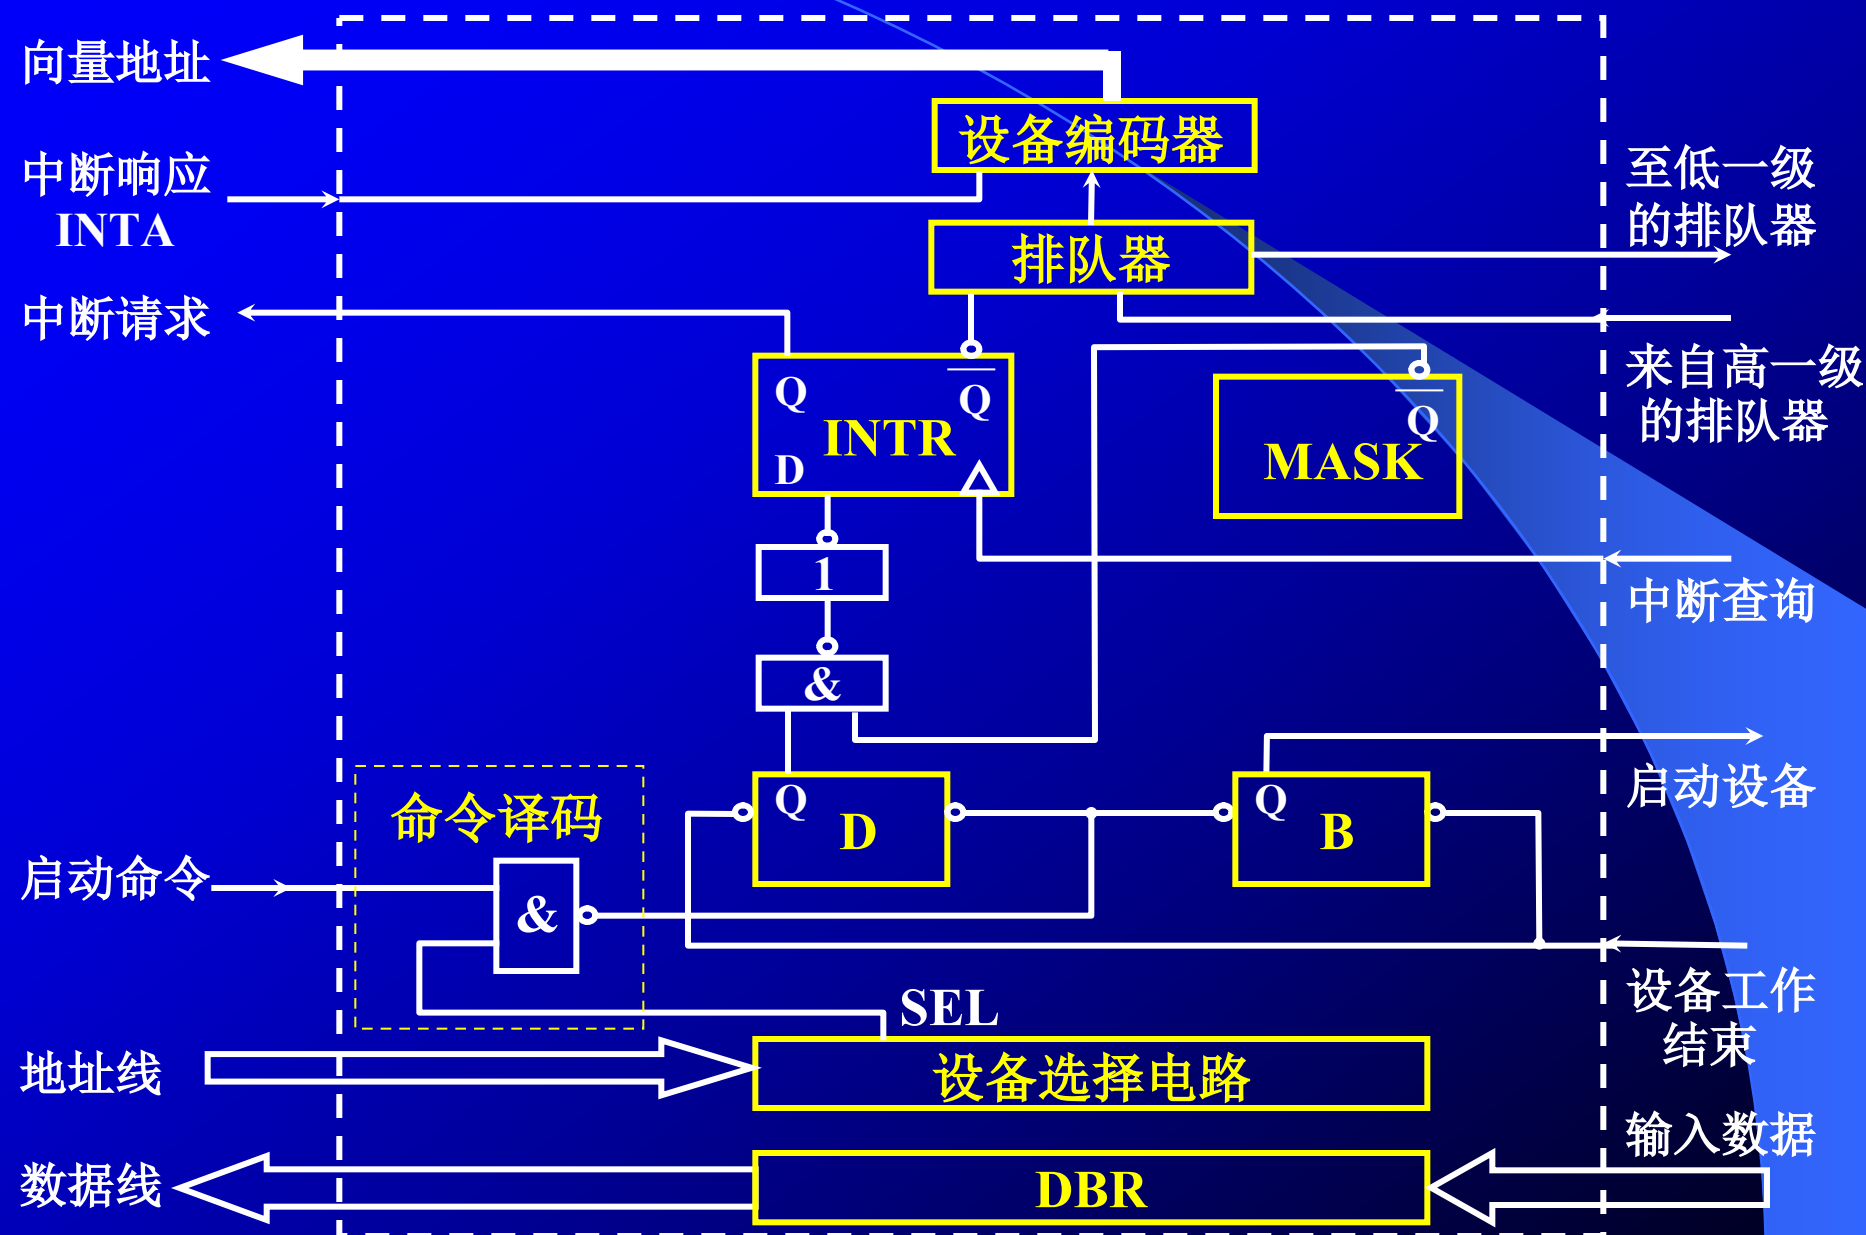 向量地址
设备编码器
中断响应
INTA
至低一级
的排队器
排队器
中断请求
来自高一级
的排队器
Q
Q
INTR
D
Q
MASK
1
中断查询
&
启动设备
命令译码
Q
D
Q
B
启动命令
&
设备工作
结束
SEL
地址线
设备选择电路
输入数据
数据线
DBR